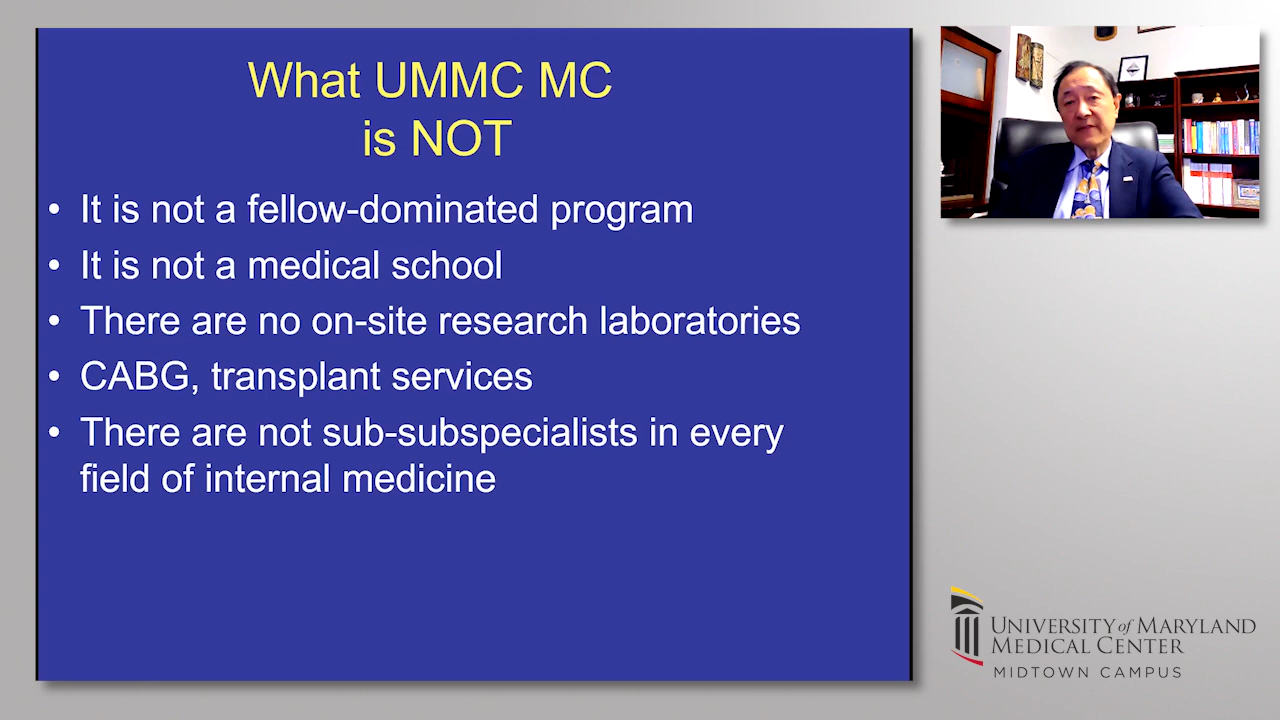 What UMMC MC
is NOT
• It is not a fellow-dominated program
• It is not a medical school
• There are no on-site research laboratories
• CABG, transplant services
• There are not sub-subspecialists in every
field of internal medicine
UNIVERSITY of MARYLAND
MEDICAL CENTER
MIDTOWN CAMPUS